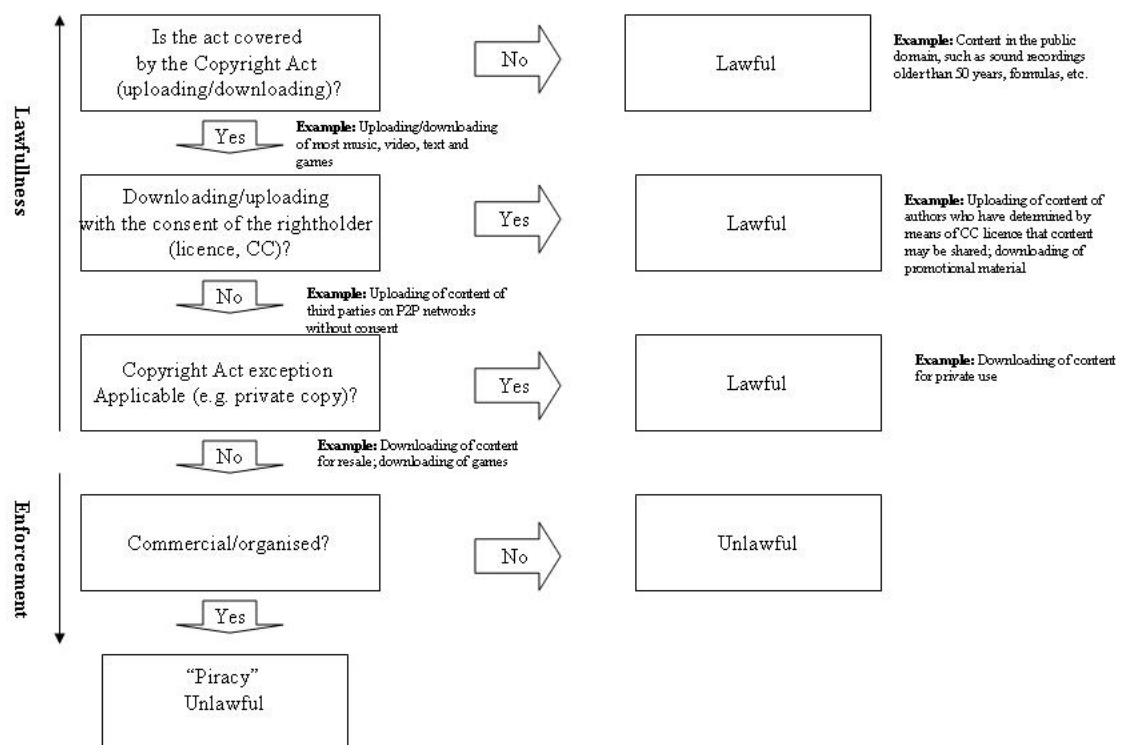 Is the act covered
by the Copyright Act
(uploading/downloading)?
No
Lawful
Example: Content in the public
domain, such as sound recordings
older than 50 years, formulas, etc.
Lawfullness
Yes
Example: Uploading/downloading
of most music, video, text and
games
Downloading/uploading
with the consent of the rightholder
(licence, CC)?
Yes
Lawful
Example: Uploading of content of
authors who have determined by
means of CC licence that content
may be shared; downloading of
promotional material
No
Example: Uploading of content of
third parties on P2P networks
without consent
Copyright Act exception
Applicable (e.g. private copy)?
Yes
Lawful
Example: Downloading of content
for private use
No
Example: Downloading of content
for resale; downloading of games
Enforcement
Commercial/organised?
No
Unlawful
Yes
“Piracy”
Unlawful